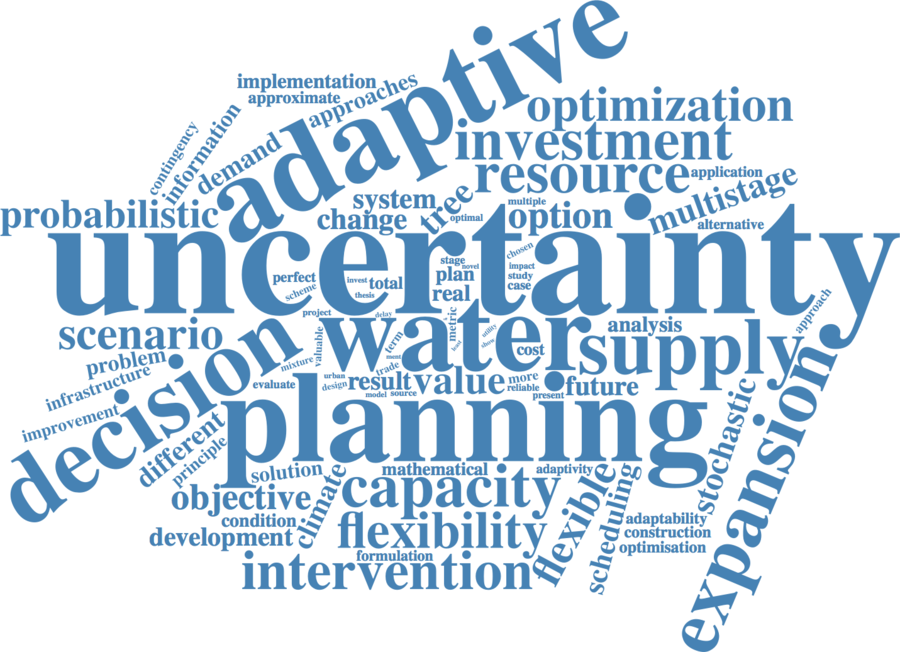 adaptive
implementation
approximate
approaches
optimization
contingency
information
demand
investment
resource
application
probabilistic
system
change
tree
optimal
multiple
option
multistage
alternative
uncertainty
chosen
stage
novel
impact
perfect
scheme
invest
thesis
total
plan
real
study
case
approach
project
delay
metric
scenario
decision
valuable
water
term
utility
cost
analysis
supply
problem
infrastructure
mixture
trade
evaluate
urban
design
result
value
more
reliable
future
model
source
present
improvement
different
principle
planning
stochastic
expansion
solution
mathematical
adaptivity
objective
climate
capacity
flexible
scheduling
condition
development
flexibility
adaptability
construction
optimisation
formulation
intervention